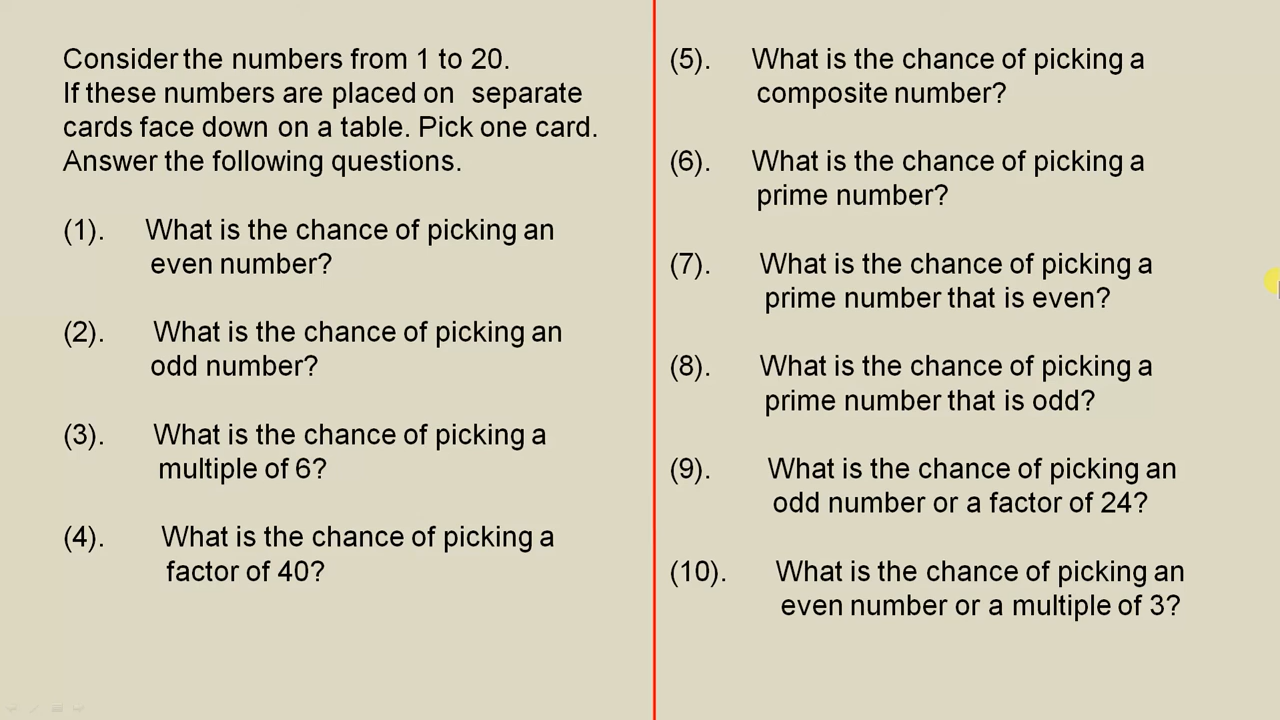 Consider the numbers from 1 to 20.
If these numbers are placed on separate
cards face down on a table. Pick one card.
Answer the following questions.
(1). What is the chance of picking an
even number?
(2). What is the chance of picking an
odd number?
(3). What is the chance of picking a
multiple of 6?
(4). What is the chance of picking a
factor of 40?
(5). What is the chance of picking a
composite number?
(6). What is the chance of picking a
prime number?
(7). What is the chance of picking a
prime number that is even?
(8). What is the chance of picking a
prime number that is odd?
(9). What is the chance of picking an
odd number or a factor of 24?
(10). What is the chance of picking an
even number or a multiple of 3?